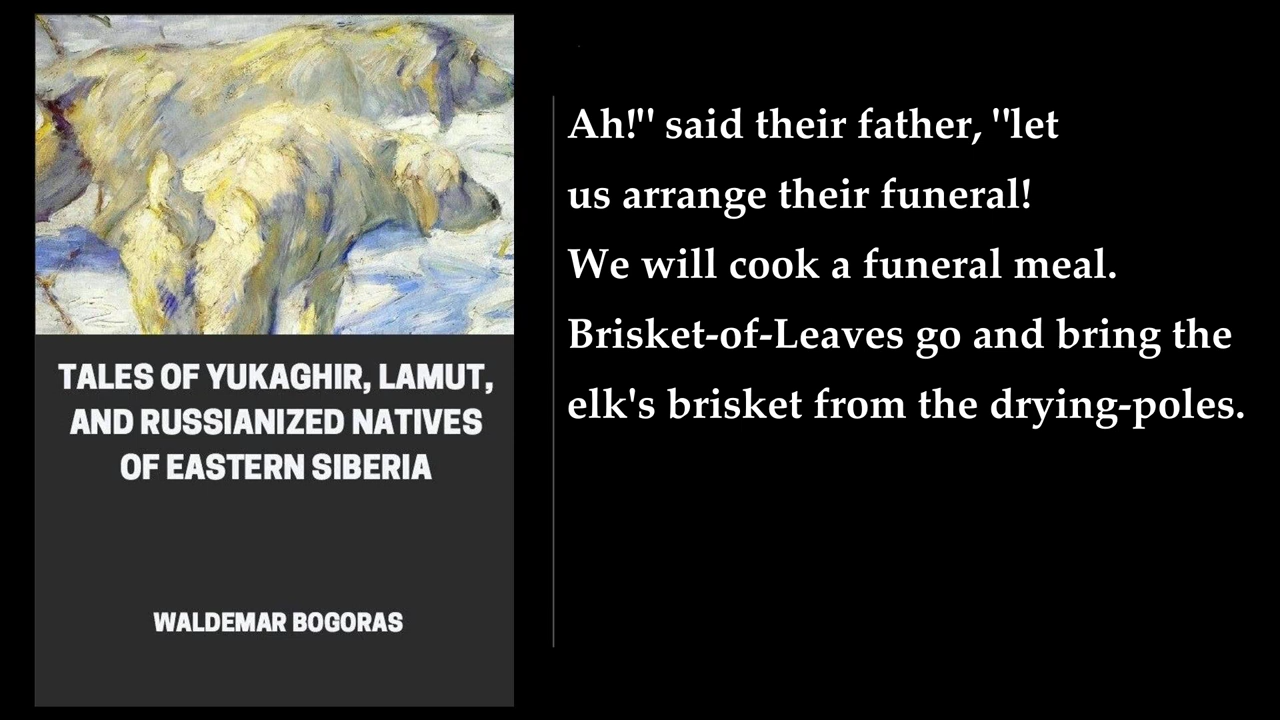 TALES OF YUKAGHIR, LAMUT,
AND RUSSIANIZED NATIVES
OF EASTERN SIBERIA
WALDEMAR BOGORAS
Ah!" said their father, "let
us arrange their funeral!
We will cook a funeral meal.
Brisket-of-Leaves go and bring the
elk's brisket from the drying-poles.